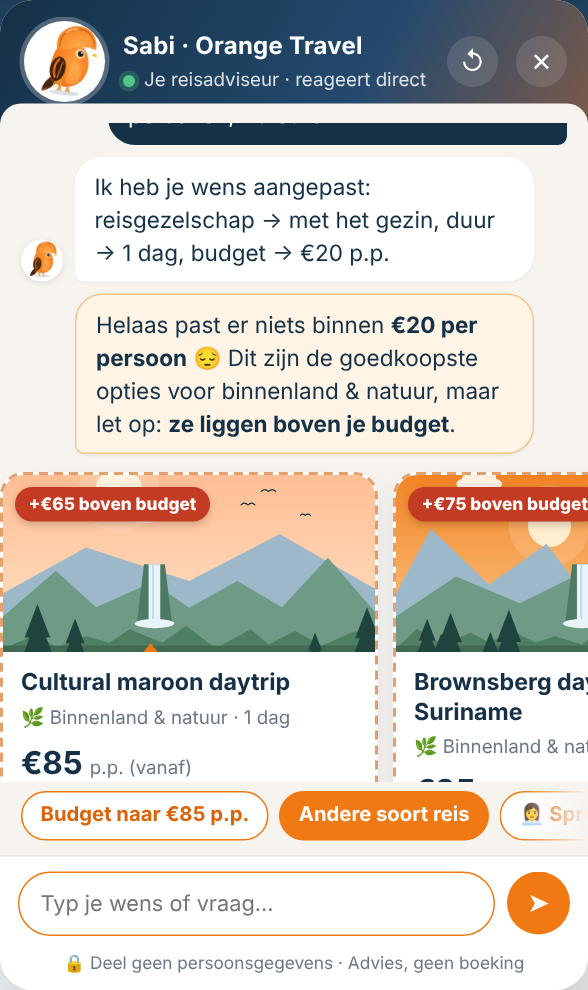 Sabi · Orange Travel
Je reisadviseur · reageert direct
Ik heb je wens aangepast:
reisgezelschap → met het gezin, duur
→ 1 dag, budget → €20 p.p.
Helaas past er niets binnen €20 per
persoon 😔 Dit zijn de goedkoopste
opties voor binnenland & natuur, maar
let op: ze liggen boven je budget.
+€65 boven budget
Cultural maroon daytrip
🌿 Binnenland & natuur · 1 dag
€85 p.p. (vanaf)
+€75 boven budget
Brownsberg
Suriname
🌿 Binnenland &
Budget naar €85 p.p.
Andere soort reis
Typ je wens of vraag...
🔒 Deel geen persoonsgegevens · Advies, geen boeking